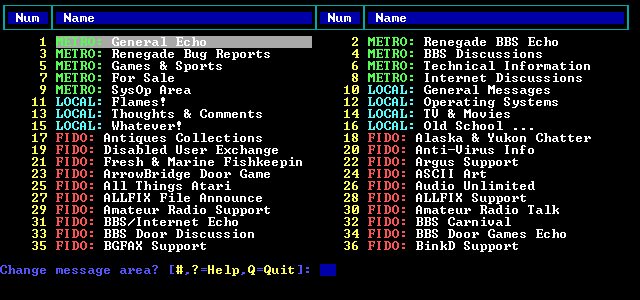 Num Name Num Name
1 METRO: General Echo 2 METRO: Renegade BBS Echo
3 METRO: Renegade Bug Reports 4 METRO: BBS Discussions
5 METRO: Games & Sports 6 METRO: Technical Information
7 METRO: For Sale 8 METRO: Internet Discussions
9 METRO: SysOp Area 10 LOCAL: General Messages
11 LOCAL: Flames! 12 LOCAL: Operating Systems
13 LOCAL: Thoughts & Comments 14 LOCAL: TV & Movies
15 LOCAL: Whatever! 16 LOCAL: Old School ...
17 FIDO: Antiques Collections 18 FIDO: Alaska & Yukon Chatter
19 FIDO: Disabled User Exchange 20 FIDO: Anti-Virus Info
21 FIDO: Fresh & Marine Fishkeepin 22 FIDO: Argus Support
23 FIDO: ArrowBridge Door Game 24 FIDO: ASCII Art
25 FIDO: All Things Atari 26 FIDO: Audio Unlimited
27 FIDO: ALLFIX File Announce 28 FIDO: ALLFIX Support
29 FIDO: Amateur Radio Support 30 FIDO: Amateur Radio Talk
31 FIDO: BBS/Internet Echo 32 FIDO: BBS Carnival
33 FIDO: BBS Door Discussion 34 FIDO: BBS Door Games Echo
35 FIDO: BGFAX Support 36 FIDO: BinkD Support
Change message area? [#,?=Help,Q=Quit]: